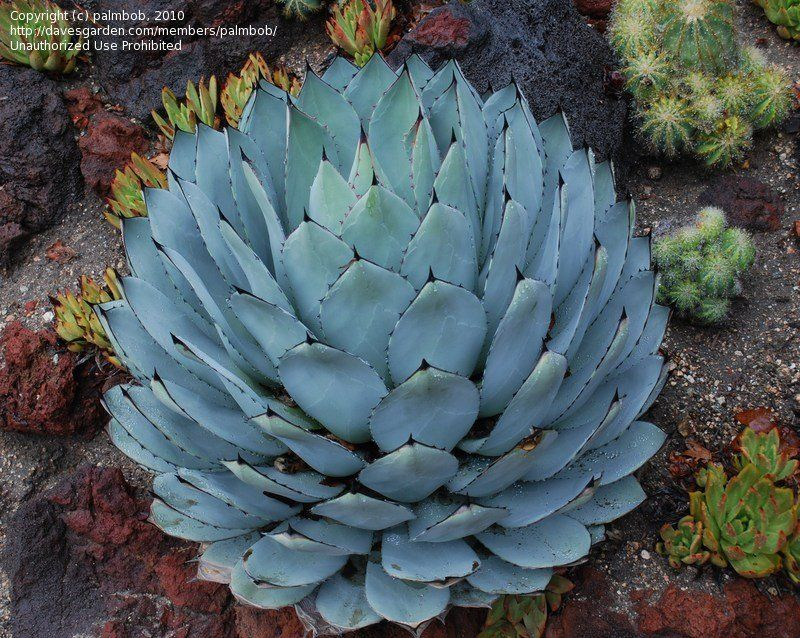 Copyright (c) palmbob, 2010
http://davesgarden.com/members/palmbob/
Unauthorized Use Prohibited